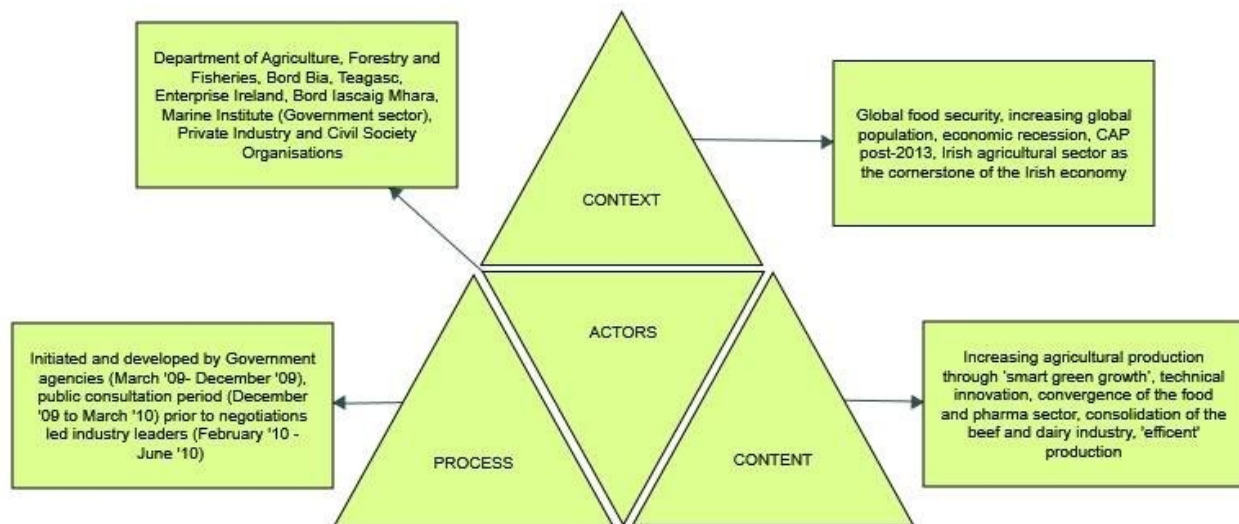 Department of Agriculture, Forestry and
Fisheries, Bord Bia, Teagasc,
Enterprise Ireland, Bord Iascaig Mhara,
Marine Institute (Government sector),
Private Industry and Civil Society
Organisations
Global food security, increasing global
population, economic recession, CAP
post-2013, Irish agricultural sector as
the cornerstone of the Irish economy
CONTEXT
ACTORS
Initiated and developed by Government
agencies (March '09- December '09),
public consultation period (December
'09 to March '10) prior to negotiations
led industry leaders (February '10 -
June '10)
PROCESS
CONTENT
Increasing agricultural production
through 'smart green growth', technical
innovation, convergence of the food
and pharma sector, consolidation of the
beef and dairy industry, 'efficent'
production